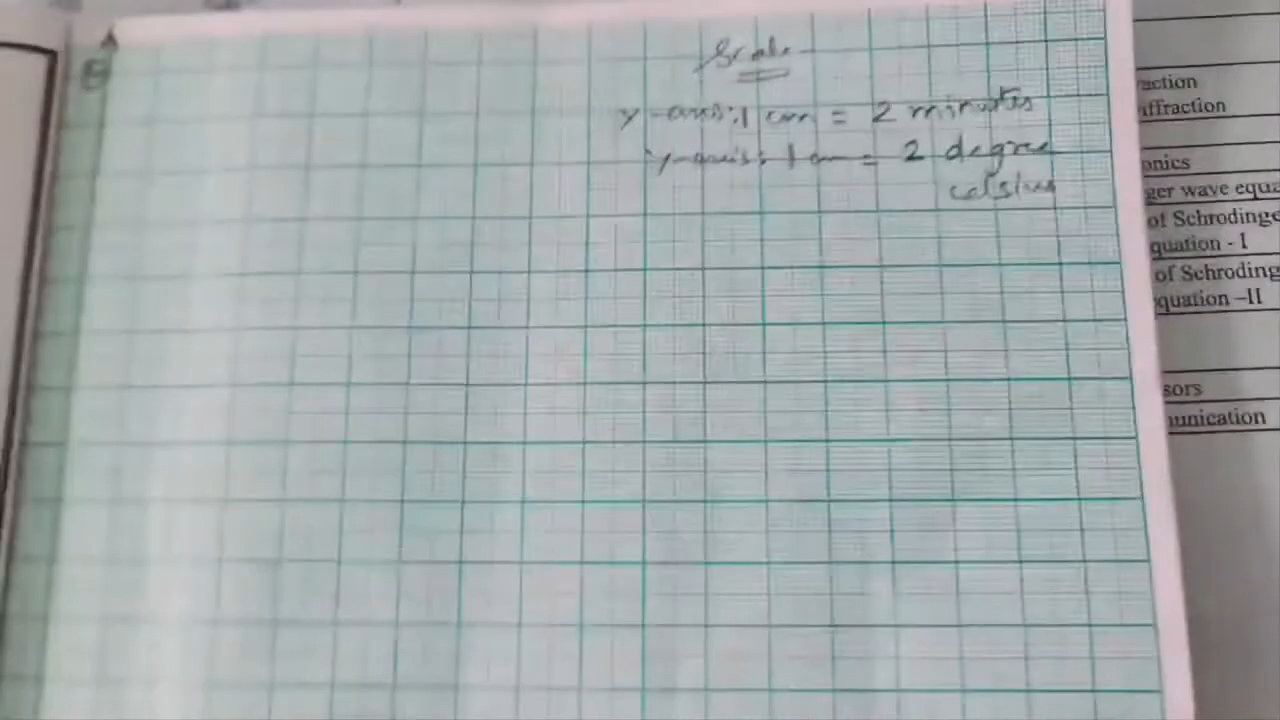 Scale
y-axis: 1 cm = 2 minutes
y-axis: 1 cm = 2 degree
celsius
raction
iffraction
onics
ger wave equa
of Schrodinge
quation - I
of Schroding
quation –II
sors
unication